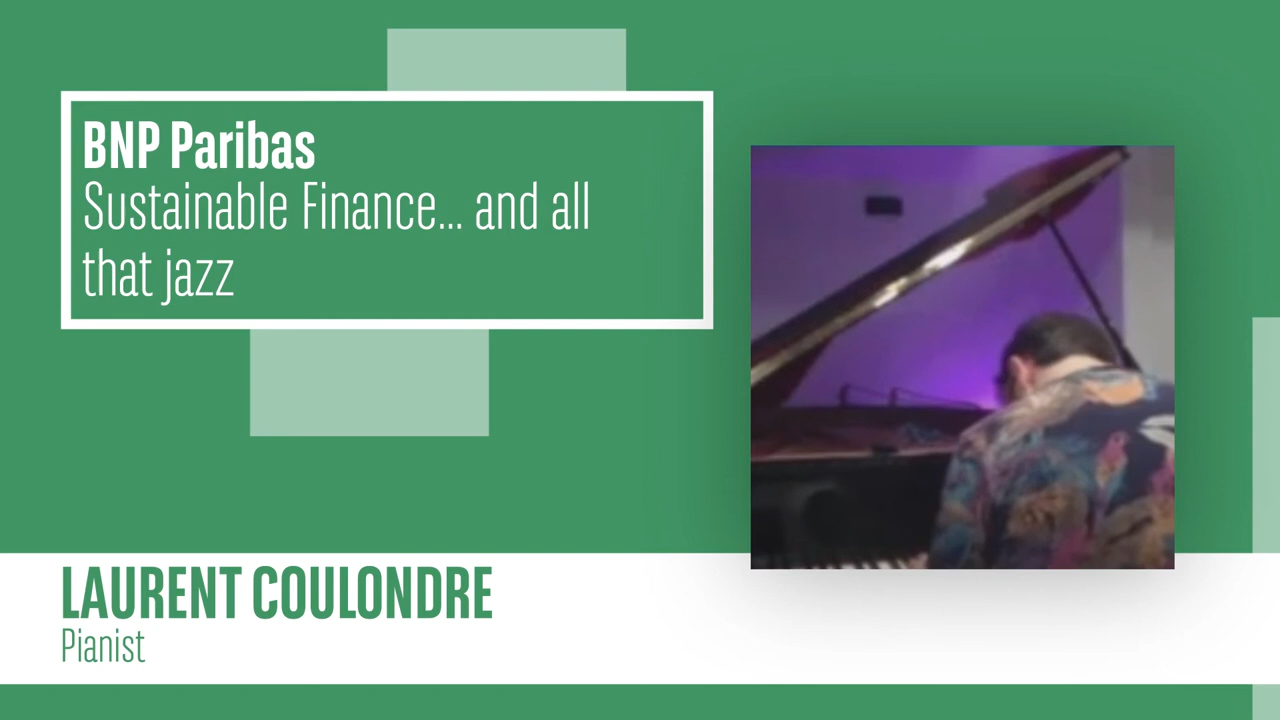 BNP Paribas
Sustainable Finance... and all
that jazz
LAURENT COULONDRE
Pianist